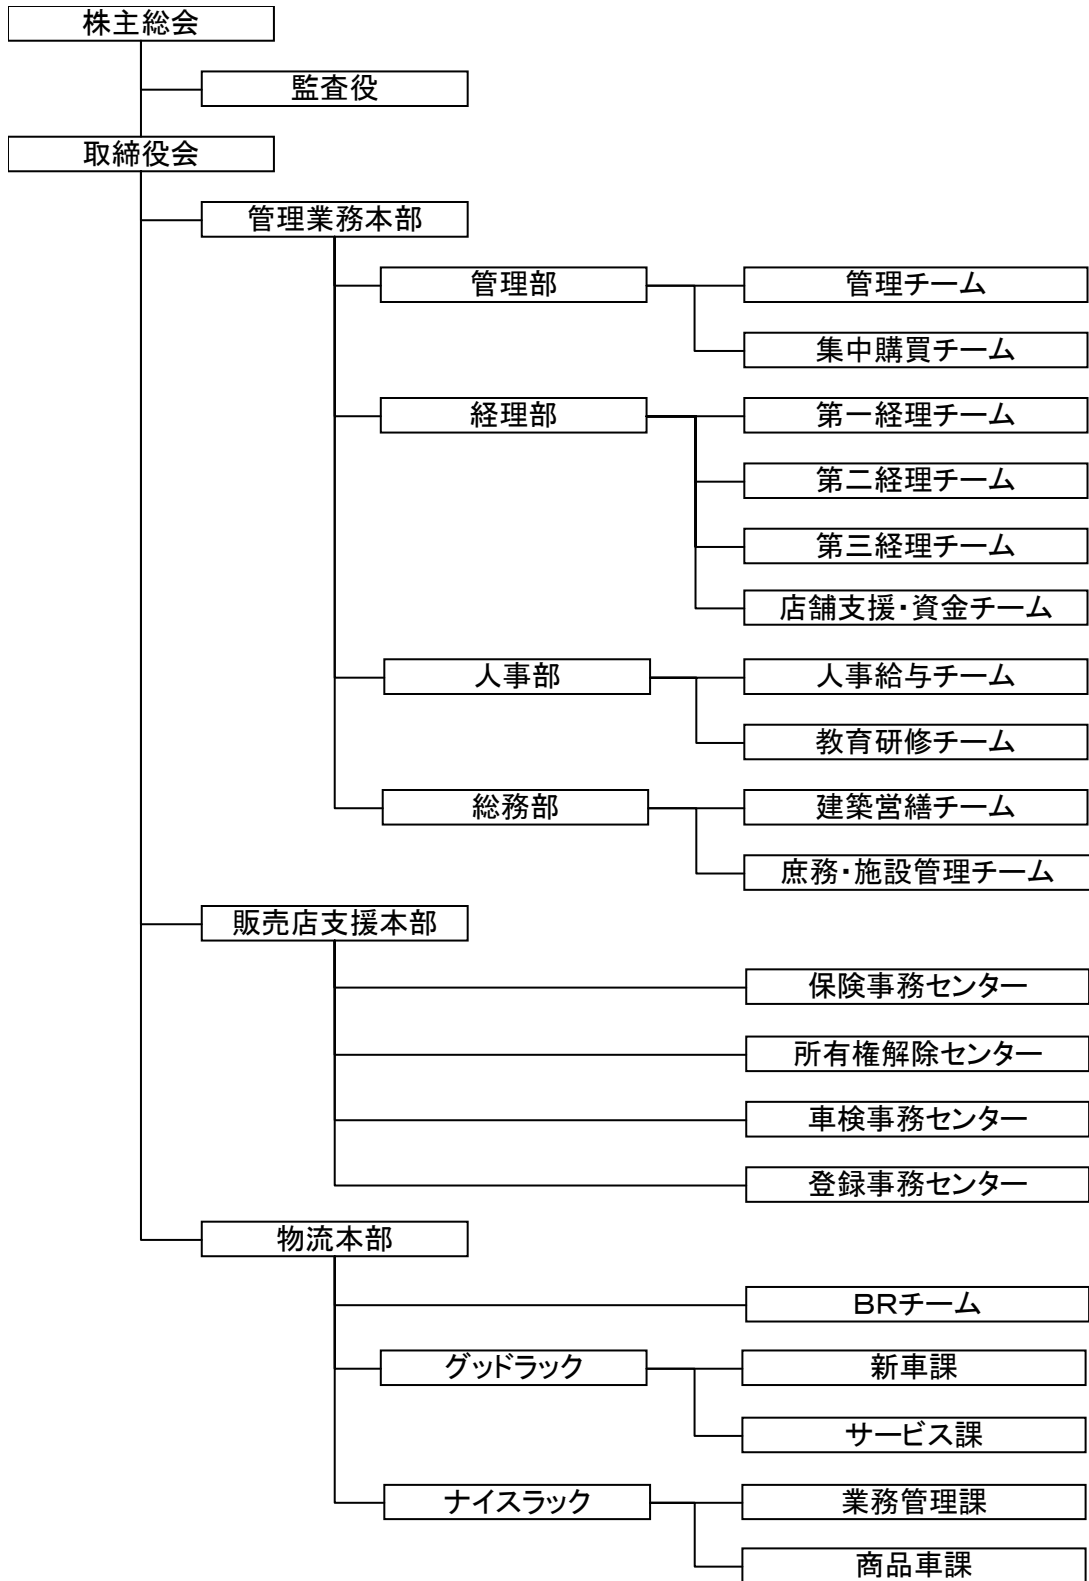 株主総会
監査役
取締役会
管理業務本部
管理部
管理チーム
集中購買チーム
経理部
第一経理チーム
第二経理チーム
第三経理チーム
店舗支援・資金チーム
人事部
人事給与チーム
教育研修チーム
総務部
建築営繕チーム
庶務・施設管理チーム
販売店支援本部
保険事務センター
所有権解除センター
車検事務センター
登録事務センター
物流本部
ＢＲチーム
グッドラック
新車課
サービス課
ナイスラック
業務管理課
商品車課